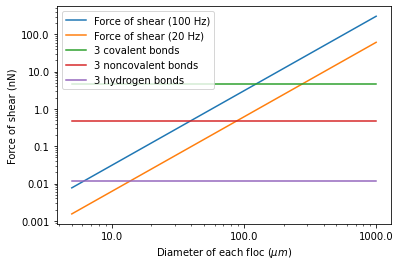 Force of shear (100 Hz)
Force of shear (20 Hz)
3 covalent bonds
3 noncovalent bonds
3 hydrogen bonds
Force of shear (nN)
100.0
10.0
1.0
0.1
0.01
0.001
10.0 100.0 1000.0
Diameter of each floc (μm)